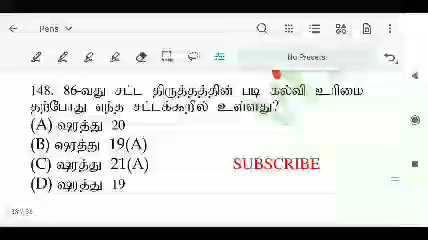 Pens
No Presets
148. 86-வது சட்ட திருத்தத்தின் படி கல்வி உரிமை
தற்போது எந்த சட்டக்கூறில் உள்ளது?
(A) ஷரத்து 20
(B) ஷரத்து 19(A)
(C) ஷரத்து 21(A)
SUBSCRIBE
(D) ஷரத்து 19